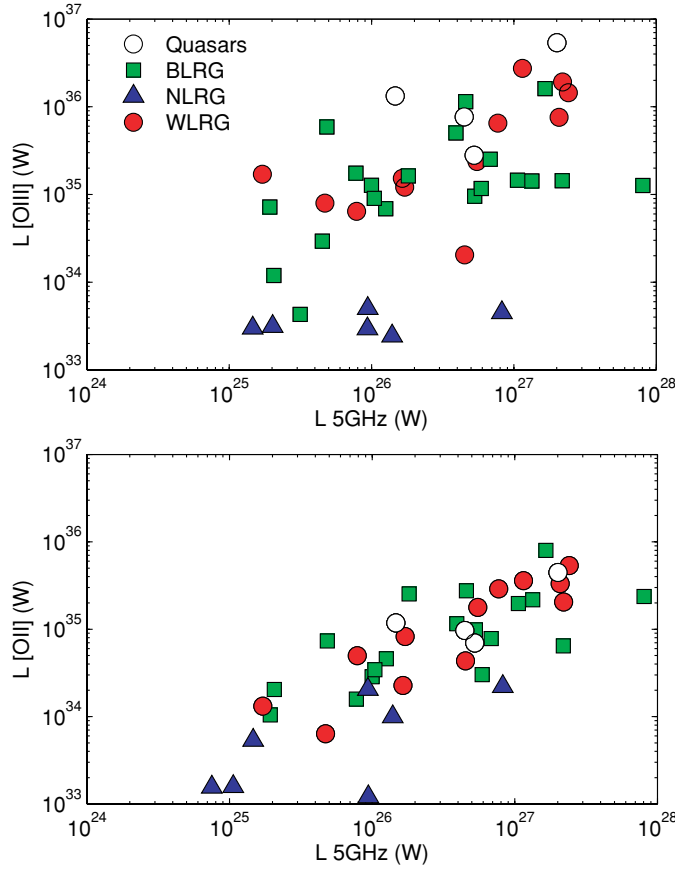 10^37
10^36
10^35
10^34
10^33
L [OIII] (W)
Quasars
BLRG
NLRG
WLRG
10^24 10^25 10^26 10^27 10^28
L 5GHz (W)
10^37
10^36
10^35
10^34
10^33
L [OII] (W)
10^24 10^25 10^26 10^27 10^28
L 5GHz (W)